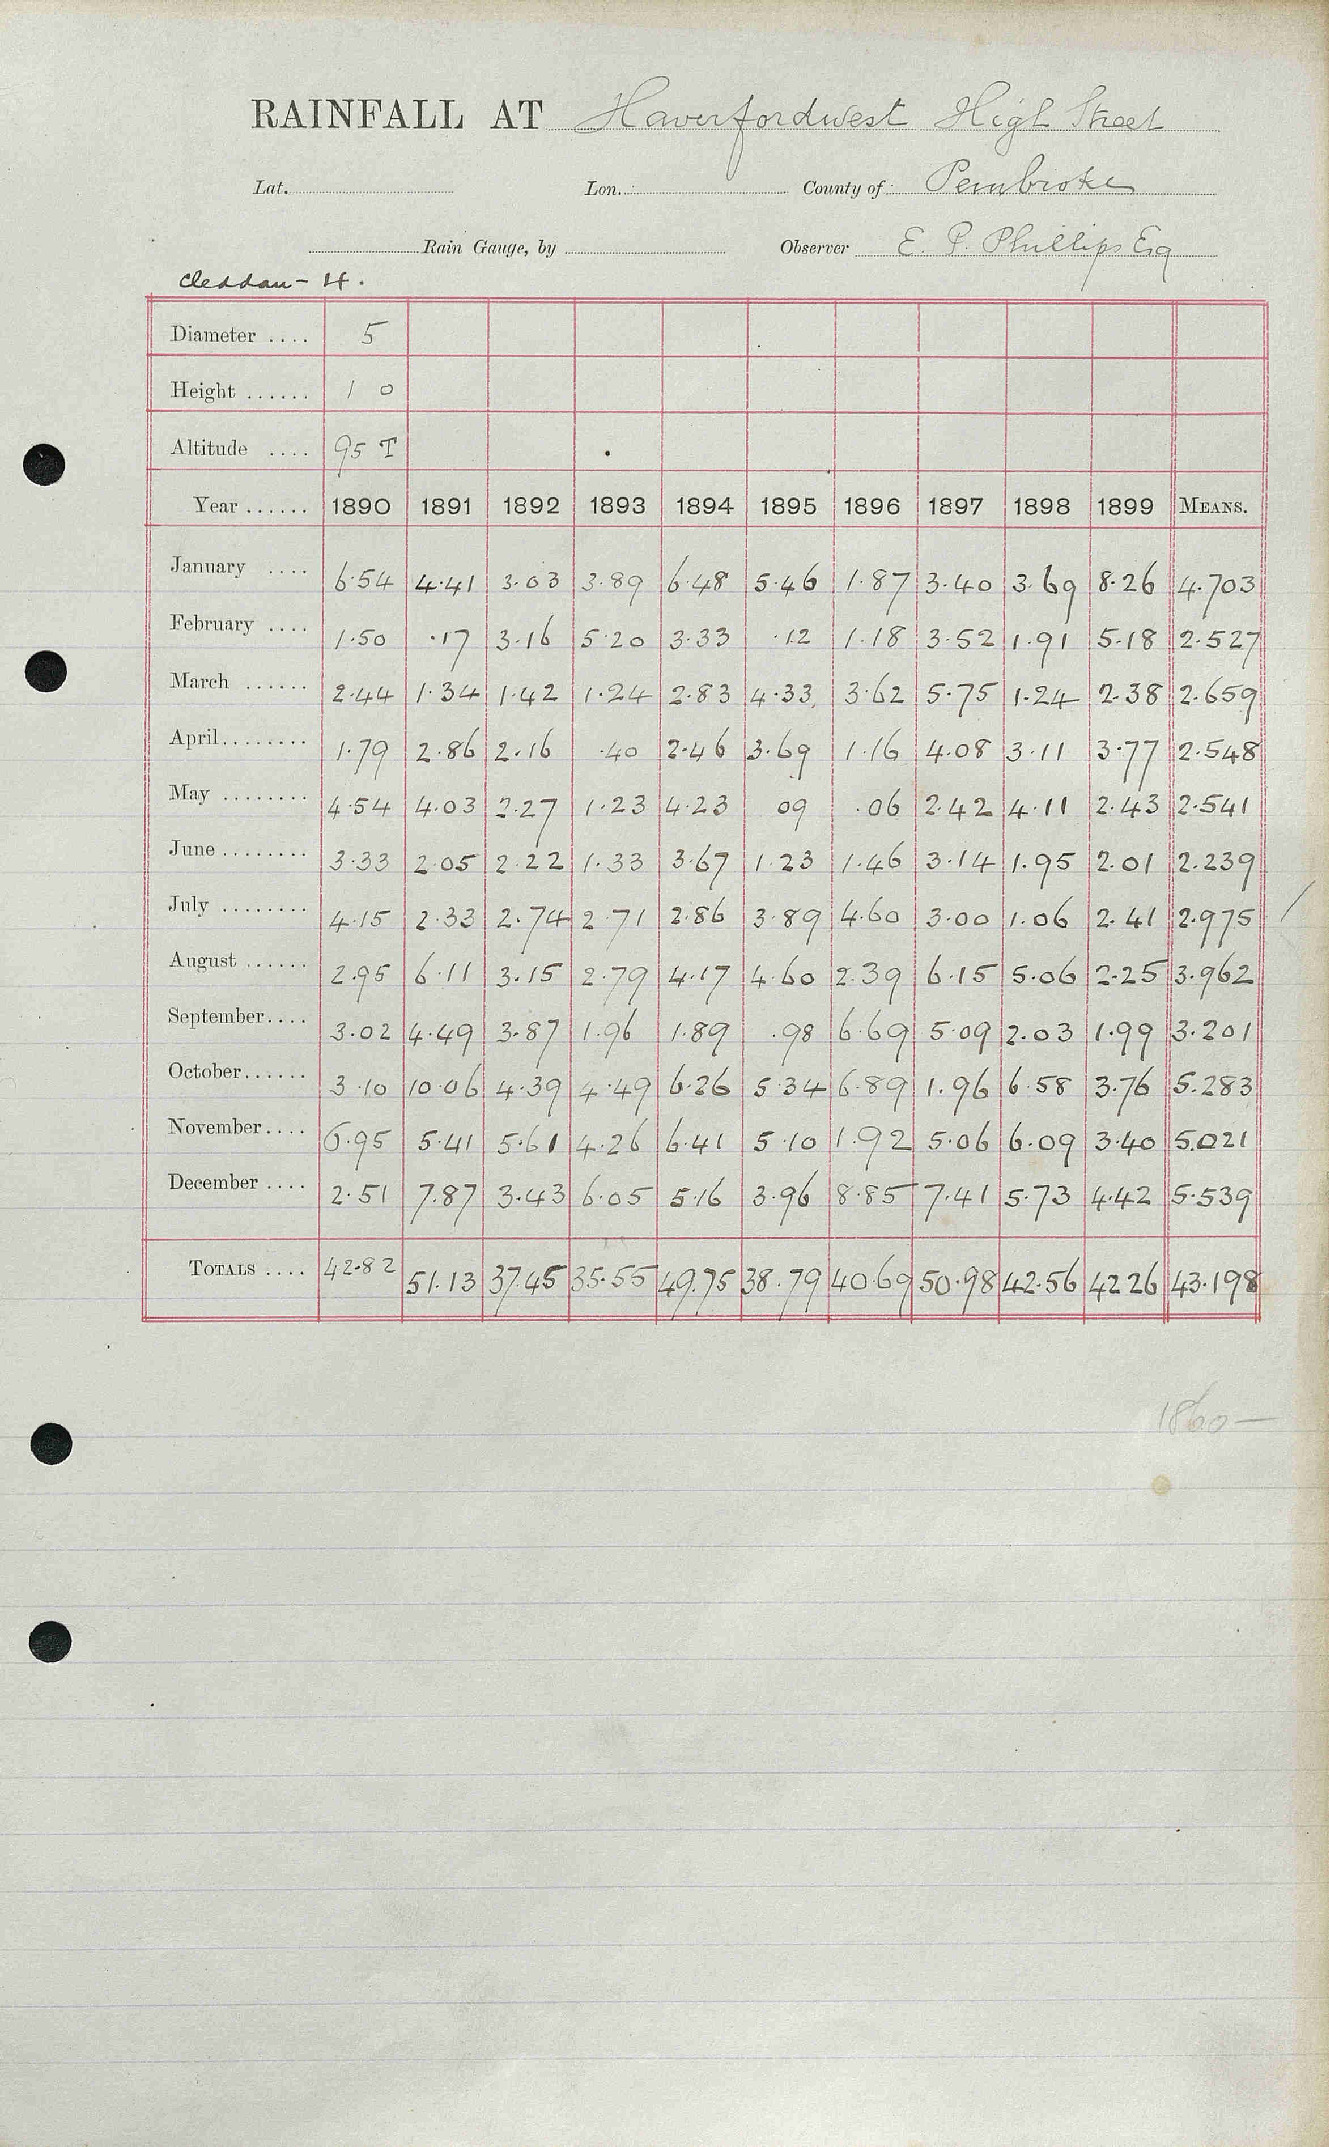 RAINFALL AT Haverfordwest High Street
Lat. Lon. County of Pembroke
Rain Gauge, by Observer E. P. Phillips Esq
Cleddau - H.
Diameter .... 5
Height ...... 1 0
Altitude .... 95 T
Year ...... 1890 1891 1892 1893 1894 1895 1896 1897 1898 1899 MEANS.
January .... 6.54 4.41 3.03 3.89 6.48 5.46 1.87 3.40 3.69 8.26 4.703
February .... 1.50 .17 3.16 5.20 3.33 .12 1.18 3.52 1.91 5.18 2.527
March ...... 2.44 1.34 1.42 1.24 2.83 4.33 3.62 5.75 1.24 2.38 2.659
April ........ 1.79 2.86 2.16 .40 2.46 3.69 1.16 4.08 3.11 3.77 2.548
May ........ 4.54 4.03 2.27 1.23 4.23 09 .06 2.42 4.11 2.43 2.541
June ........ 3.33 2.05 2.22 1.33 3.67 1.23 1.46 3.14 1.95 2.01 2.239
July ........ 4.15 2.33 2.74 2.71 2.86 3.89 4.60 3.00 1.06 2.41 2.975 /
August ...... 2.95 6.11 3.15 2.79 4.17 4.60 2.39 6.15 5.06 2.25 3.962
September.... 3.02 4.49 3.87 1.96 1.89 .98 6.69 5.09 2.03 1.99 3.201
October...... 3.10 10.06 4.39 4.49 6.26 5.34 6.89 1.96 6.58 3.76 5.283
November.... 6.95 5.41 5.61 4.26 6.41 5.10 1.92 5.06 6.09 3.40 5.021
December .... 2.51 7.87 3.43 6.05 5.16 3.96 8.85 7.41 5.73 4.42 5.539
TOTALS .... 42.82 51.13 37.45 35.55 49.75 38.79 40.69 50.98 42.56 42 26 43.198
1860 —